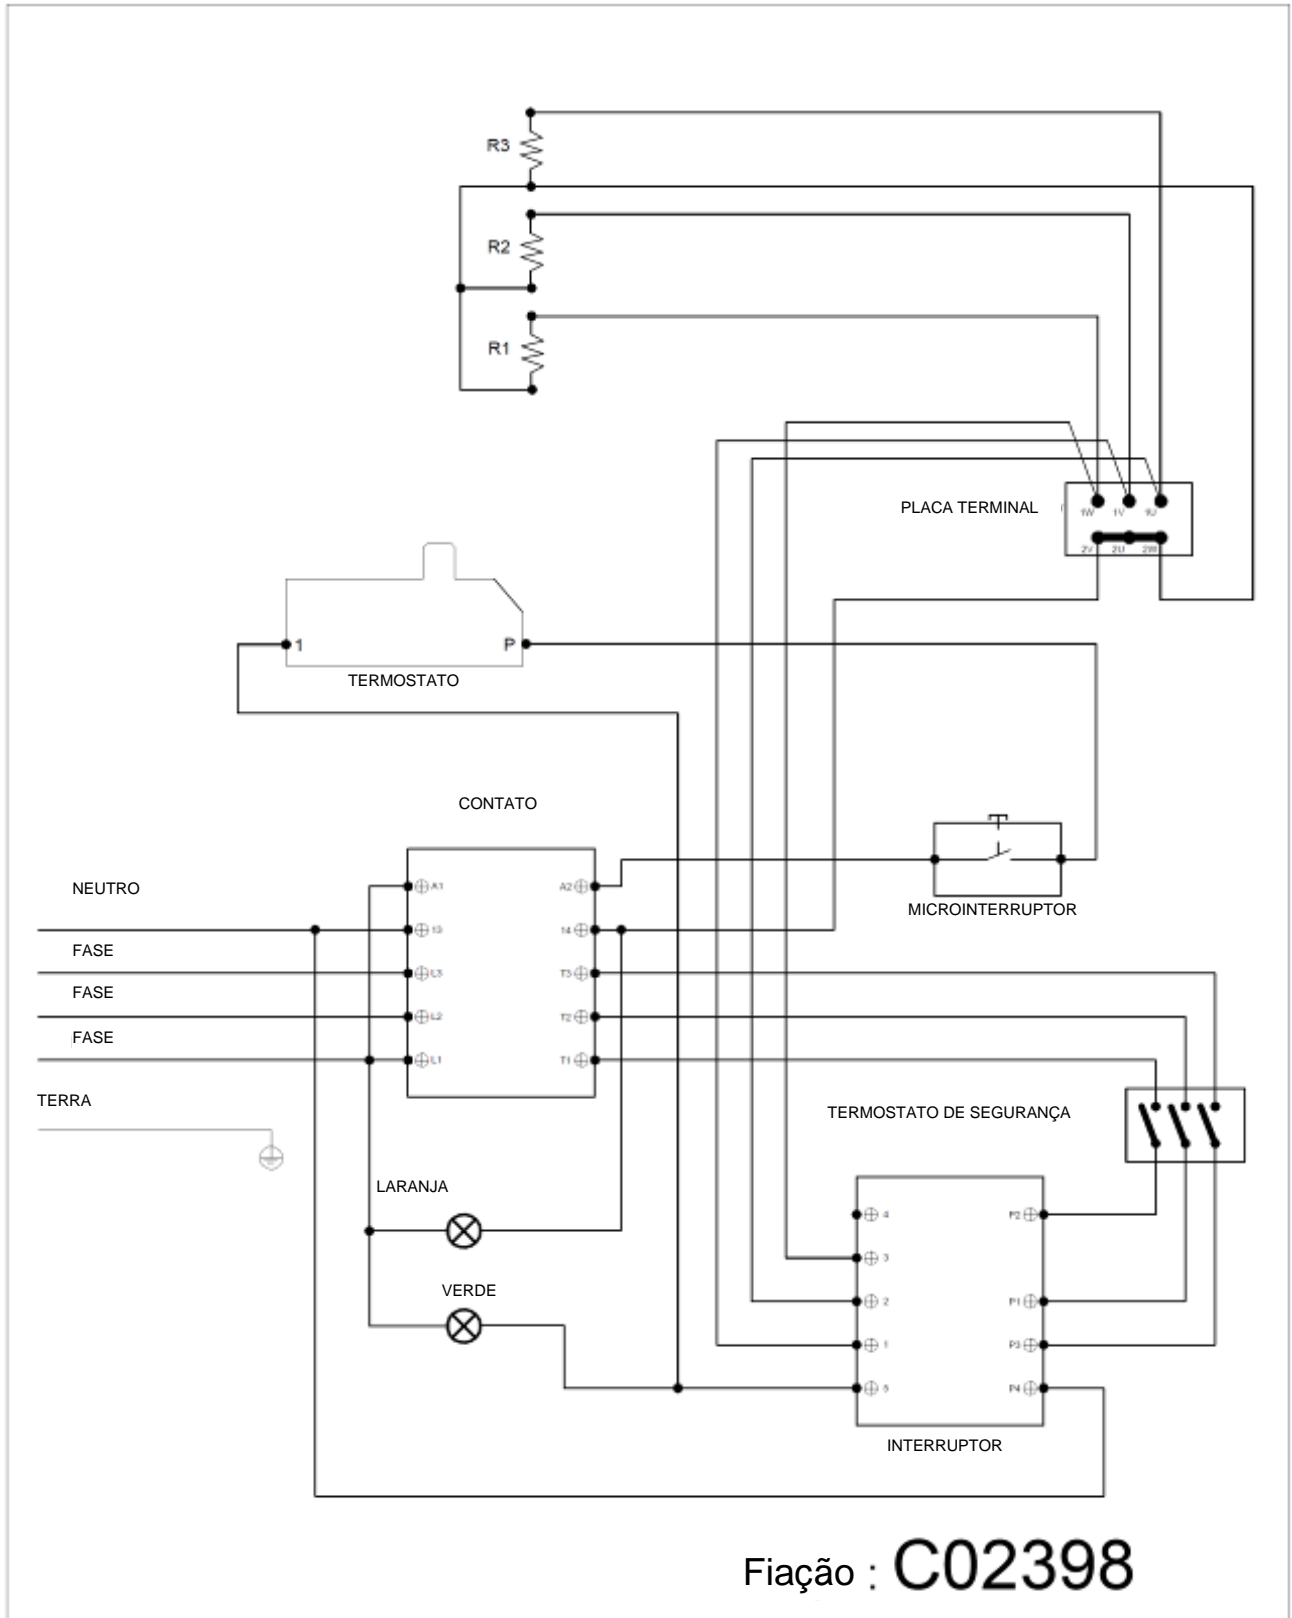 R3
R2
R1
PLACA TERMINAL
1W 1V 1U
2V 2U 2W
1 P
TERMOSTATO
CONTATO
NEUTRO
A1 A2
MICROINTERRUPTOR
13 14
FASE
L3 T3
FASE
L2 T2
FASE
L1 T1
TERRA
TERMOSTATO DE SEGURANÇA
LARANJA
4 P2
3
VERDE
2 P1
1 P3
P4
INTERRUPTOR
Fiação : C02398